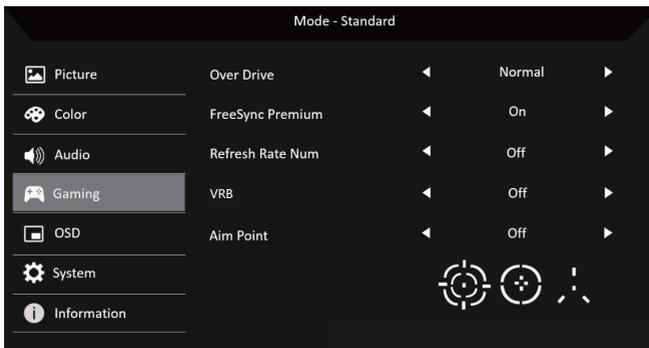 Mode - Standard
Picture
Color
Audio
Gaming
OSD
System
Information
Over Drive Normal
FreeSync Premium On
Refresh Rate Num Off
VRB Off
Aim Point Off